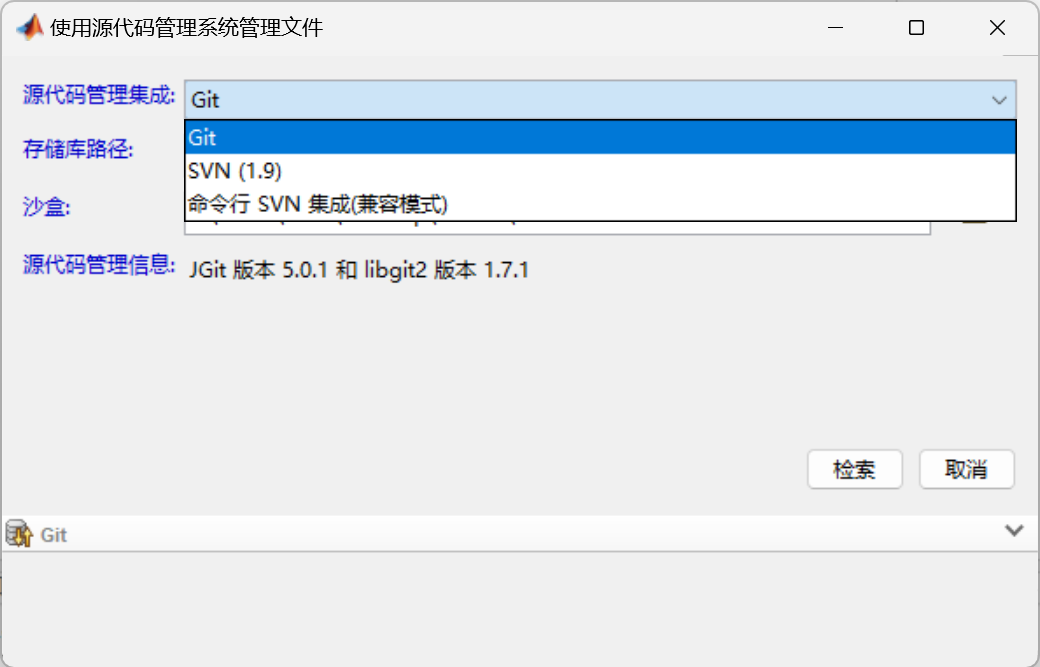 使用源代码管理系统管理文件
源代码管理集成: Git
Git
存储库路径:
SVN (1.9)
命令行 SVN 集成(兼容模式)
沙盒:
源代码管理信息: JGit 版本 5.0.1 和 libgit2 版本 1.7.1
检索 取消
Git